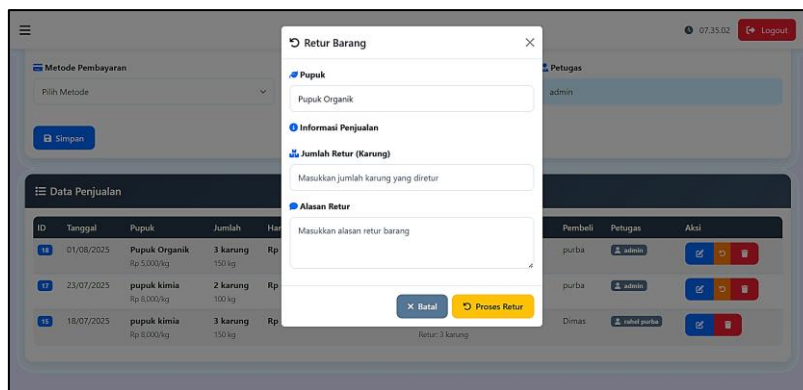 07.35.02 Logout
Retur Barang
Metode Pembayaran
Petugas
Pilih Metode
admin
Simpan
Pupuk
Pupuk Organik
Informasi Penjualan
Jumlah Retur (Karung)
Masukkan jumlah karung yang diretur
Alasan Retur
Masukkan alasan retur barang
Batal Proses Retur
Data Penjualan
ID Tanggal Pupuk Jumlah Har Pembeli Petugas Aksi
18 01/08/2025 Pupuk Organik 3 karung Rp purba admin
Rp 5.000/kg 150 kg
17 23/07/2025 pupuk kimia 2 karung Rp purba admin
Rp 8.000/kg 100 kg
15 18/07/2025 pupuk kimia 3 karung Rp Dimas rahel purba
Rp 8.000/kg 150 kg Retur: 3 karung